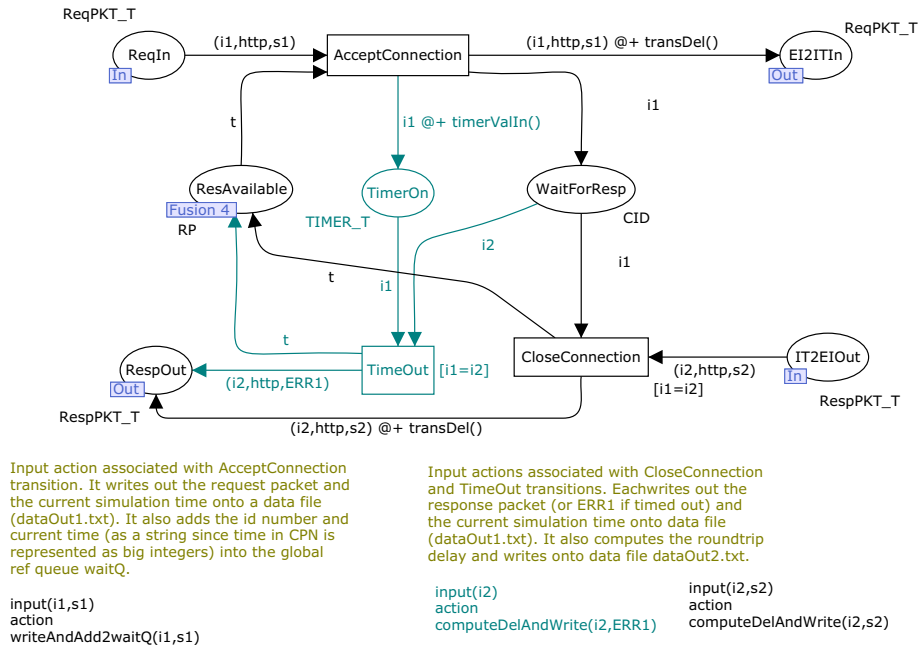 ReqPKT_T
ReqIn
In
(i1,http,s1)
AcceptConnection
(i1,http,s1) @+ transDel()
ReqPKT_T
EI2ITIn
Out
t
i1 @+ timerValIn()
i1
ResAvailable
Fusion 4
RP
TimerOn
TIMER_T
WaitForResp
CID
i2
t
i1
i1
t
RespOut
Out
RespPKT_T
(i2,http,ERR1)
TimeOut
[i1=i2]
CloseConnection
(i2,http,s2)
[i1=i2]
IT2EIOut
In
RespPKT_T
(i2,http,s2) @+ transDel()
Input action associated with AcceptConnection
transition. It writes out the request packet and
the current simulation time onto a data file
(dataOut1.txt). It also adds the id number and
current time (as a string since time in CPN is
represented as big integers) into the global
ref queue waitQ.
input(i1,s1)
action
writeAndAdd2waitQ(i1,s1)
Input actions associated with CloseConnection
and TimeOut transitions. Eachwrites out the
response packet (or ERR1 if timed out) and
the current simulation time onto data file
(dataOut1.txt). It also computes the roundtrip
delay and writes onto data file dataOut2.txt.
input(i2)
action
computeDelAndWrite(i2,ERR1)
input(i2,s2)
action
computeDelAndWrite(i2,s2)